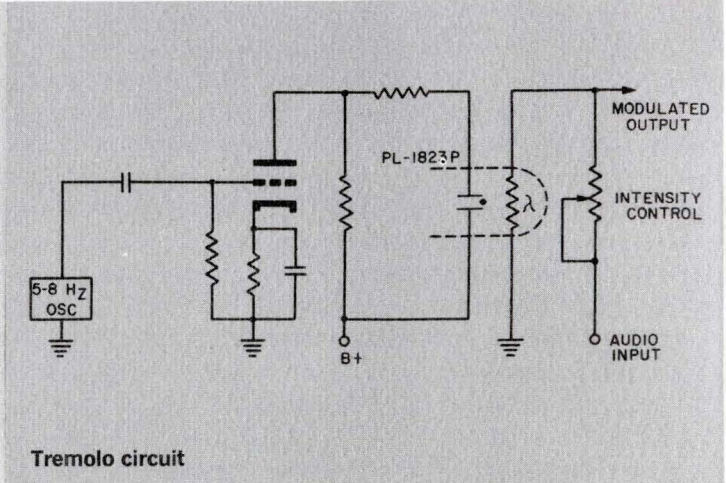 MODULATED
OUTPUT
PL-1823P
λ
INTENSITY
CONTROL
5-8 HZ
OSC
B+
AUDIO
INPUT
Tremolo circuit